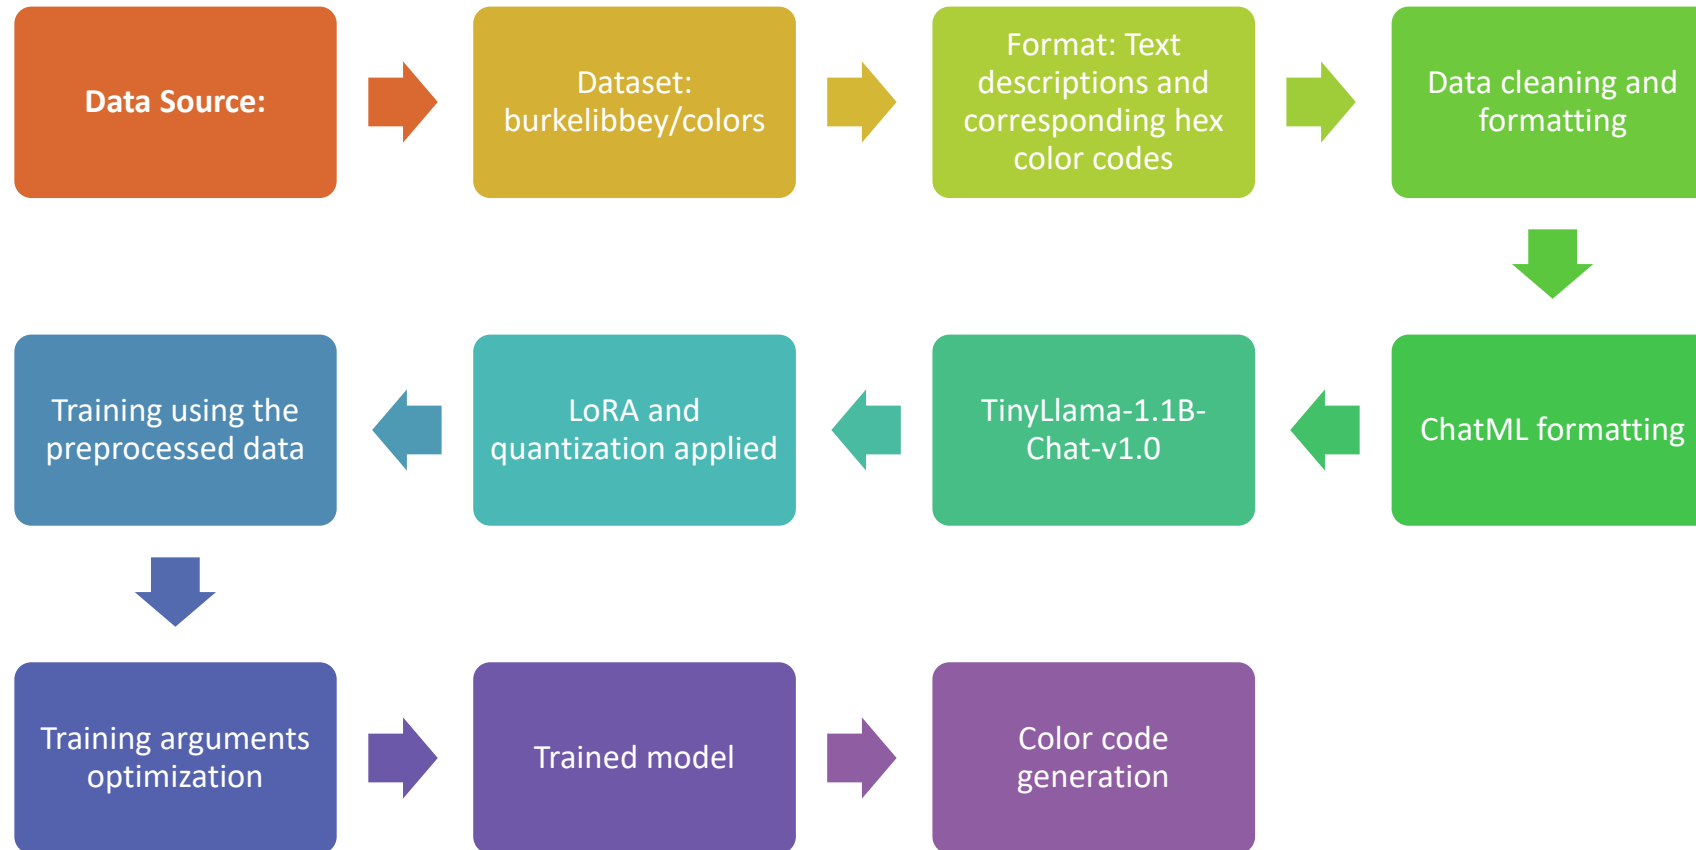 Data Source:
Dataset:
burkelibbey/colors
Format: Text
descriptions and
corresponding hex
color codes
Data cleaning and
formatting
ChatML formatting
TinyLlama-1.1B-
Chat-v1.0
LoRA and
quantization applied
Training using the
preprocessed data
Training arguments
optimization
Trained model
Color code
generation